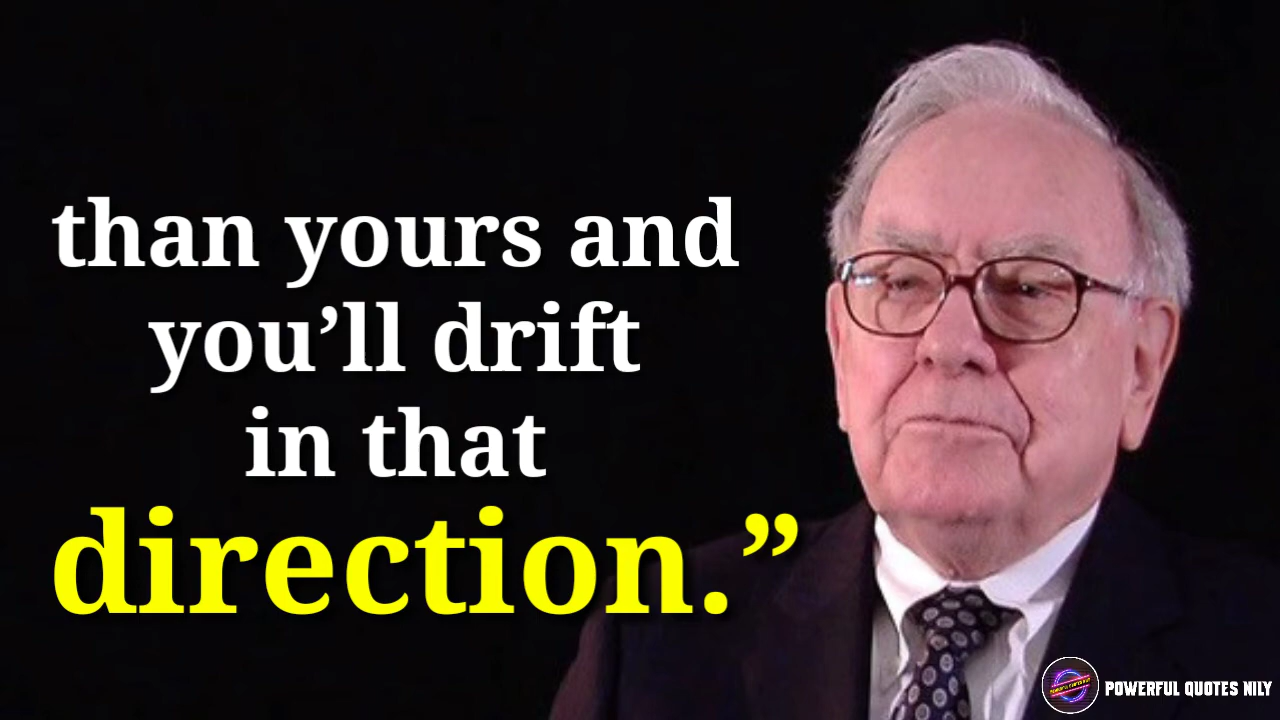 than yours and
you’ll drift
in that
direction.”
POWERFUL QUOTES NILY